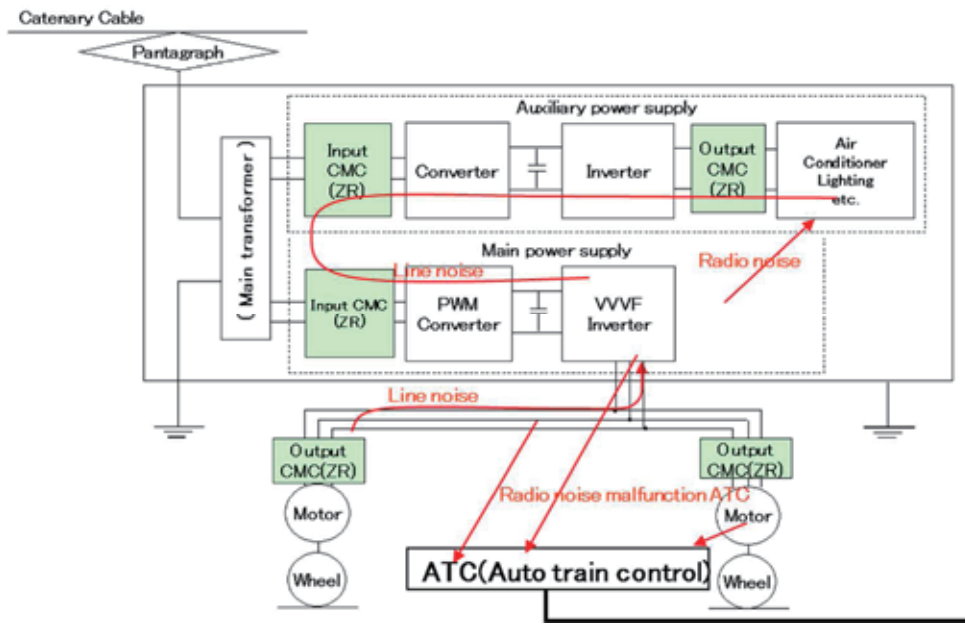 Catenary Cable
Pantagraph
Auxiliary power supply
( Main transformer )
Input
CMC
(ZR)
Converter
Inverter
Output
CMC
(ZR)
Air
Conditioner
Lighting
etc.
Main power supply
Line noise
Radio noise
Input CMC
(ZR)
PWM
Converter
VVVF
Inverter
Line noise
Output
CMC(ZR)
Output
CMC(ZR)
Radio noise malfunction ATC
Motor
Motor
ATC(Auto train control)
Wheel
Wheel